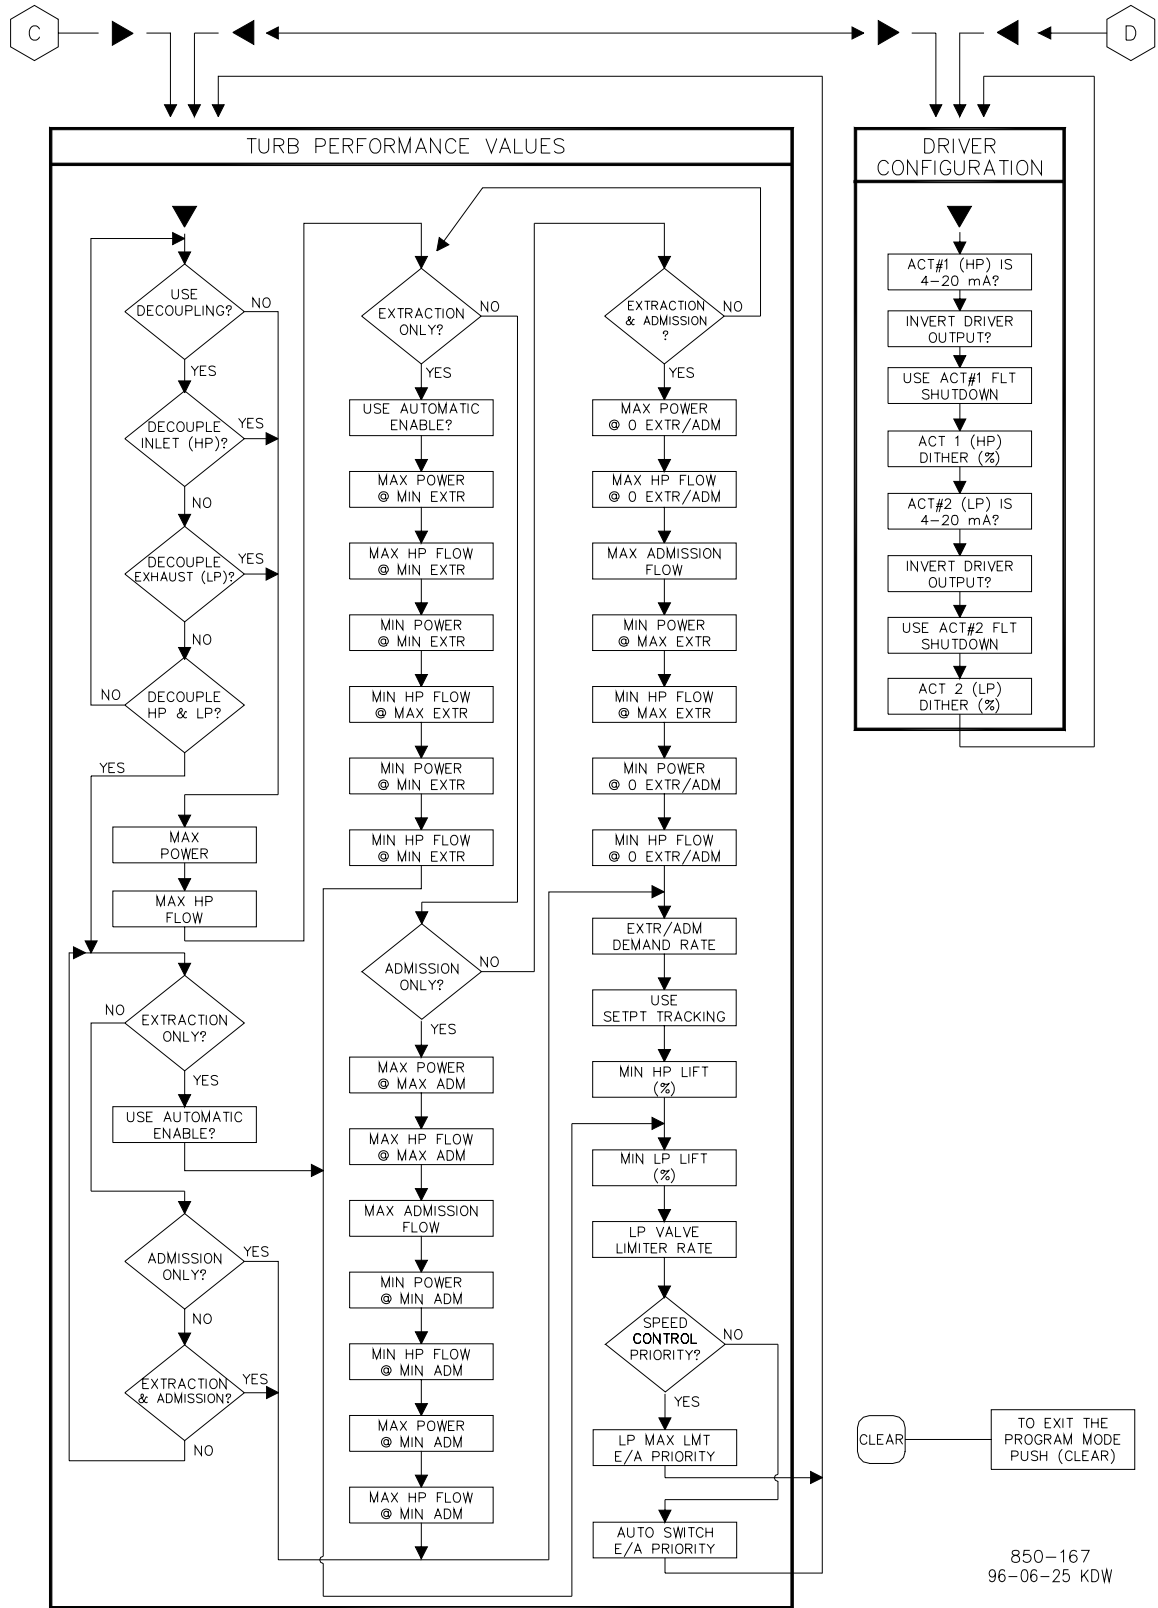 C
D
TURB PERFORMANCE VALUES
USE
DECOUPLING?
NO
YES
DECOUPLE
INLET (HP)?
YES
NO
DECOUPLE
EXHAUST (LP)?
YES
NO
DECOUPLE
HP & LP?
NO
YES
MAX
POWER
MAX HP
FLOW
EXTRACTION
ONLY?
NO
YES
USE AUTOMATIC
ENABLE?
ADMISSION
ONLY?
YES
NO
EXTRACTION
& ADMISSION?
YES
NO
EXTRACTION
ONLY?
NO
YES
USE AUTOMATIC
ENABLE?
MAX POWER
@ MIN EXTR
MAX HP FLOW
@ MIN EXTR
MIN POWER
@ MIN EXTR
MIN HP FLOW
@ MAX EXTR
MIN POWER
@ MIN EXTR
MIN HP FLOW
@ MIN EXTR
ADMISSION
ONLY?
NO
YES
MAX POWER
@ MAX ADM
MAX HP FLOW
@ MAX ADM
MAX ADMISSION
FLOW
MIN POWER
@ MIN ADM
MIN HP FLOW
@ MIN ADM
MAX POWER
@ MIN ADM
MAX HP FLOW
@ MIN ADM
EXTRACTION
& ADMISSION
?
NO
YES
MAX POWER
@ 0 EXTR/ADM
MAX HP FLOW
@ 0 EXTR/ADM
MAX ADMISSION
FLOW
MIN POWER
@ MAX EXTR
MIN HP FLOW
@ MAX EXTR
MIN POWER
@ 0 EXTR/ADM
MIN HP FLOW
@ 0 EXTR/ADM
EXTR/ADM
DEMAND RATE
USE
SETPT TRACKING
MIN HP LIFT
(%)
MIN LP LIFT
(%)
LP VALVE
LIMITER RATE
SPEED
CONTROL
PRIORITY?
NO
YES
LP MAX LMT
E/A PRIORITY
AUTO SWITCH
E/A PRIORITY
DRIVER
CONFIGURATION
ACT#1 (HP) IS
4-20 mA?
INVERT DRIVER
OUTPUT?
USE ACT#1 FLT
SHUTDOWN
ACT 1 (HP)
DITHER (%)
ACT#2 (LP) IS
4-20 mA?
INVERT DRIVER
OUTPUT?
USE ACT#2 FLT
SHUTDOWN
ACT 2 (LP)
DITHER (%)
CLEAR
TO EXIT THE
PROGRAM MODE
PUSH (CLEAR)
850-167
96-06-25 KDW